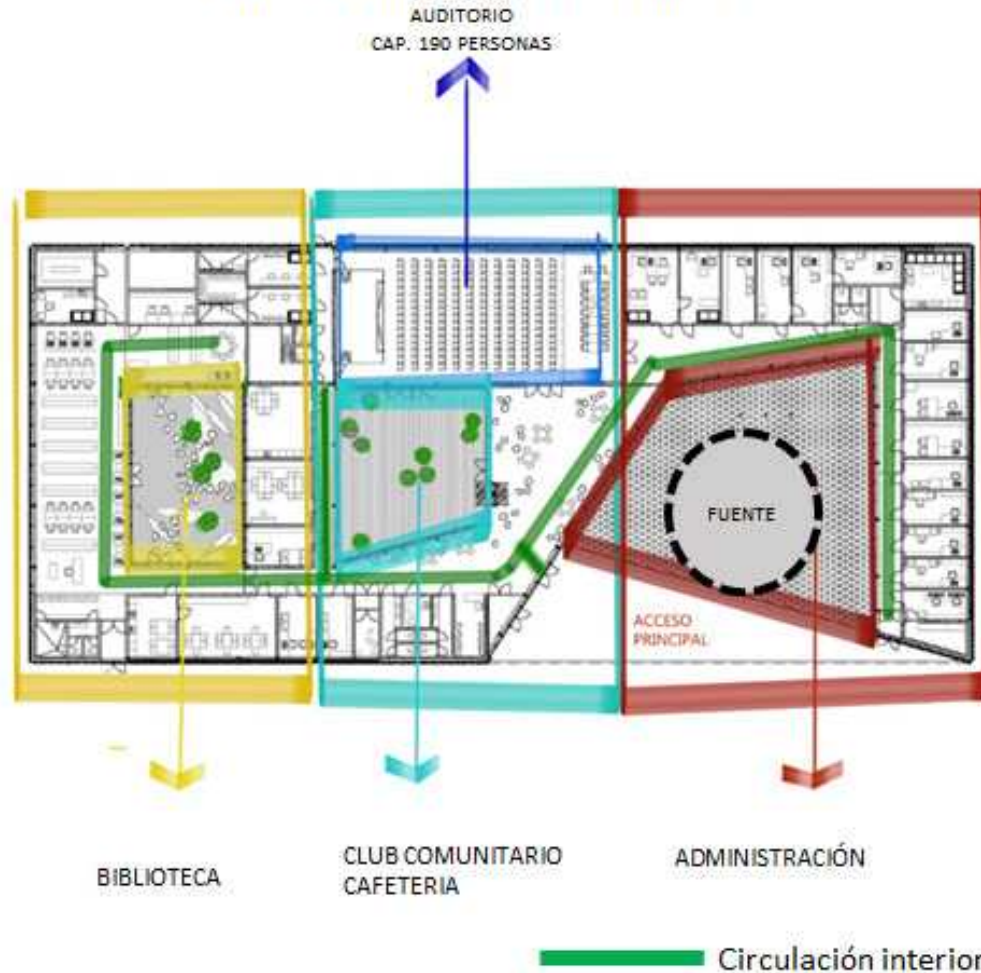 AUDITORIO
CAP. 190 PERSONAS
FUENTE
ACCESO
PRINCIPAL
BIBLIOTECA
CLUB COMUNITARIO
CAFETERIA
ADMINISTRACIÓN
Circulación interior